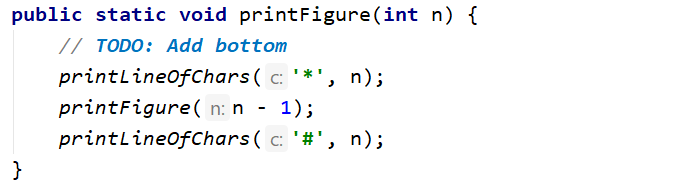 public static void printFigure(int n) {
    // TODO: Add bottom
    printLineOfChars( c: '*', n);
    printFigure( n: n - 1);
    printLineOfChars( c: '#', n);
}